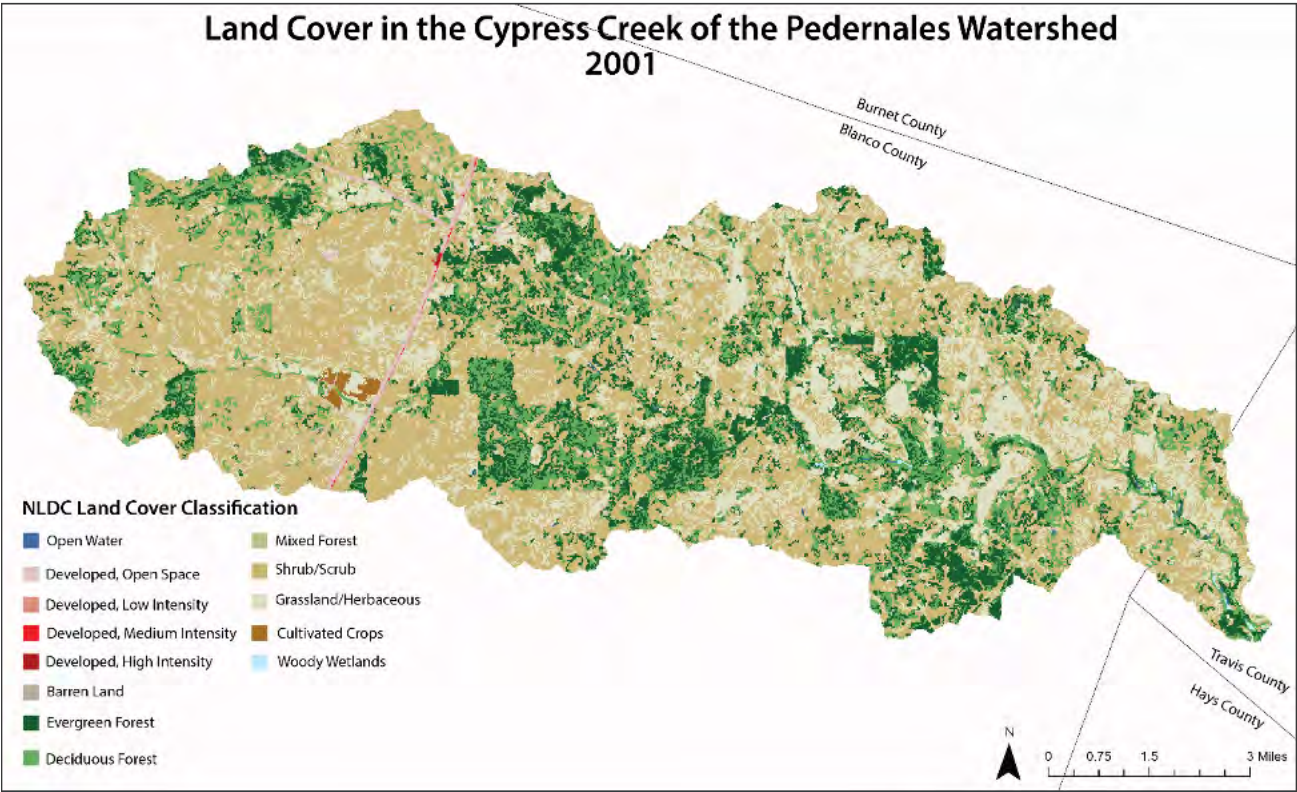 Land Cover in the Cypress Creek of the Pedernales Watershed
2001
Burnet County
Blanco County
NLDC Land Cover Classification
Open Water
Developed, Open Space
Developed, Low Intensity
Developed, Medium Intensity
Developed, High Intensity
Barren Land
Evergreen Forest
Deciduous Forest
Mixed Forest
Shrub/Scrub
Grassland/Herbaceous
Cultivated Crops
Woody Wetlands
Travis County
Hays County
N
0 0.75 1.5 3 Miles